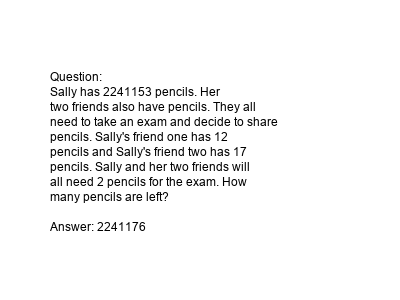 Question:
Sally has 2241153 pencils. Her
two friends also have pencils. They all
need to take an exam and decide to share
pencils. Sally's friend one has 12
pencils and Sally's friend two has 17
pencils. Sally and her two friends will
all need 2 pencils for the exam. How
many pencils are left?

Answer: 2241176